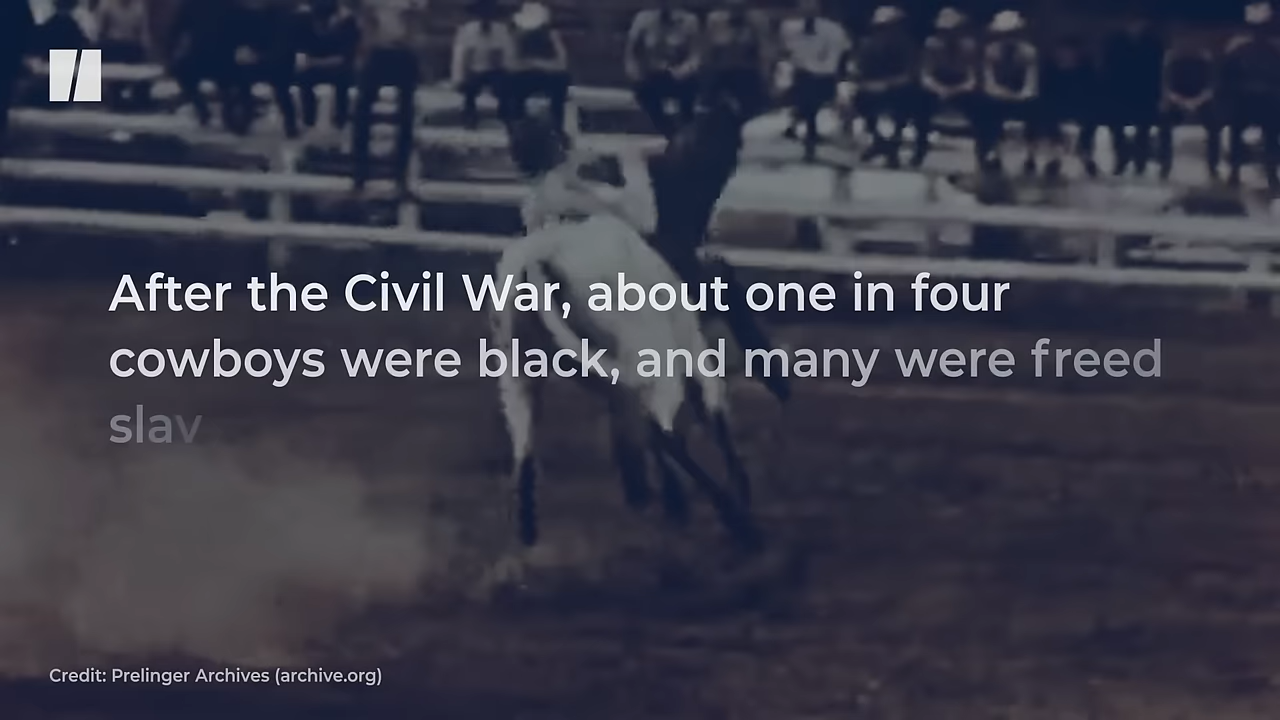 After the Civil War, about one in four
cowboys were black, and many were freed
slav
Credit: Prelinger Archives (archive.org)